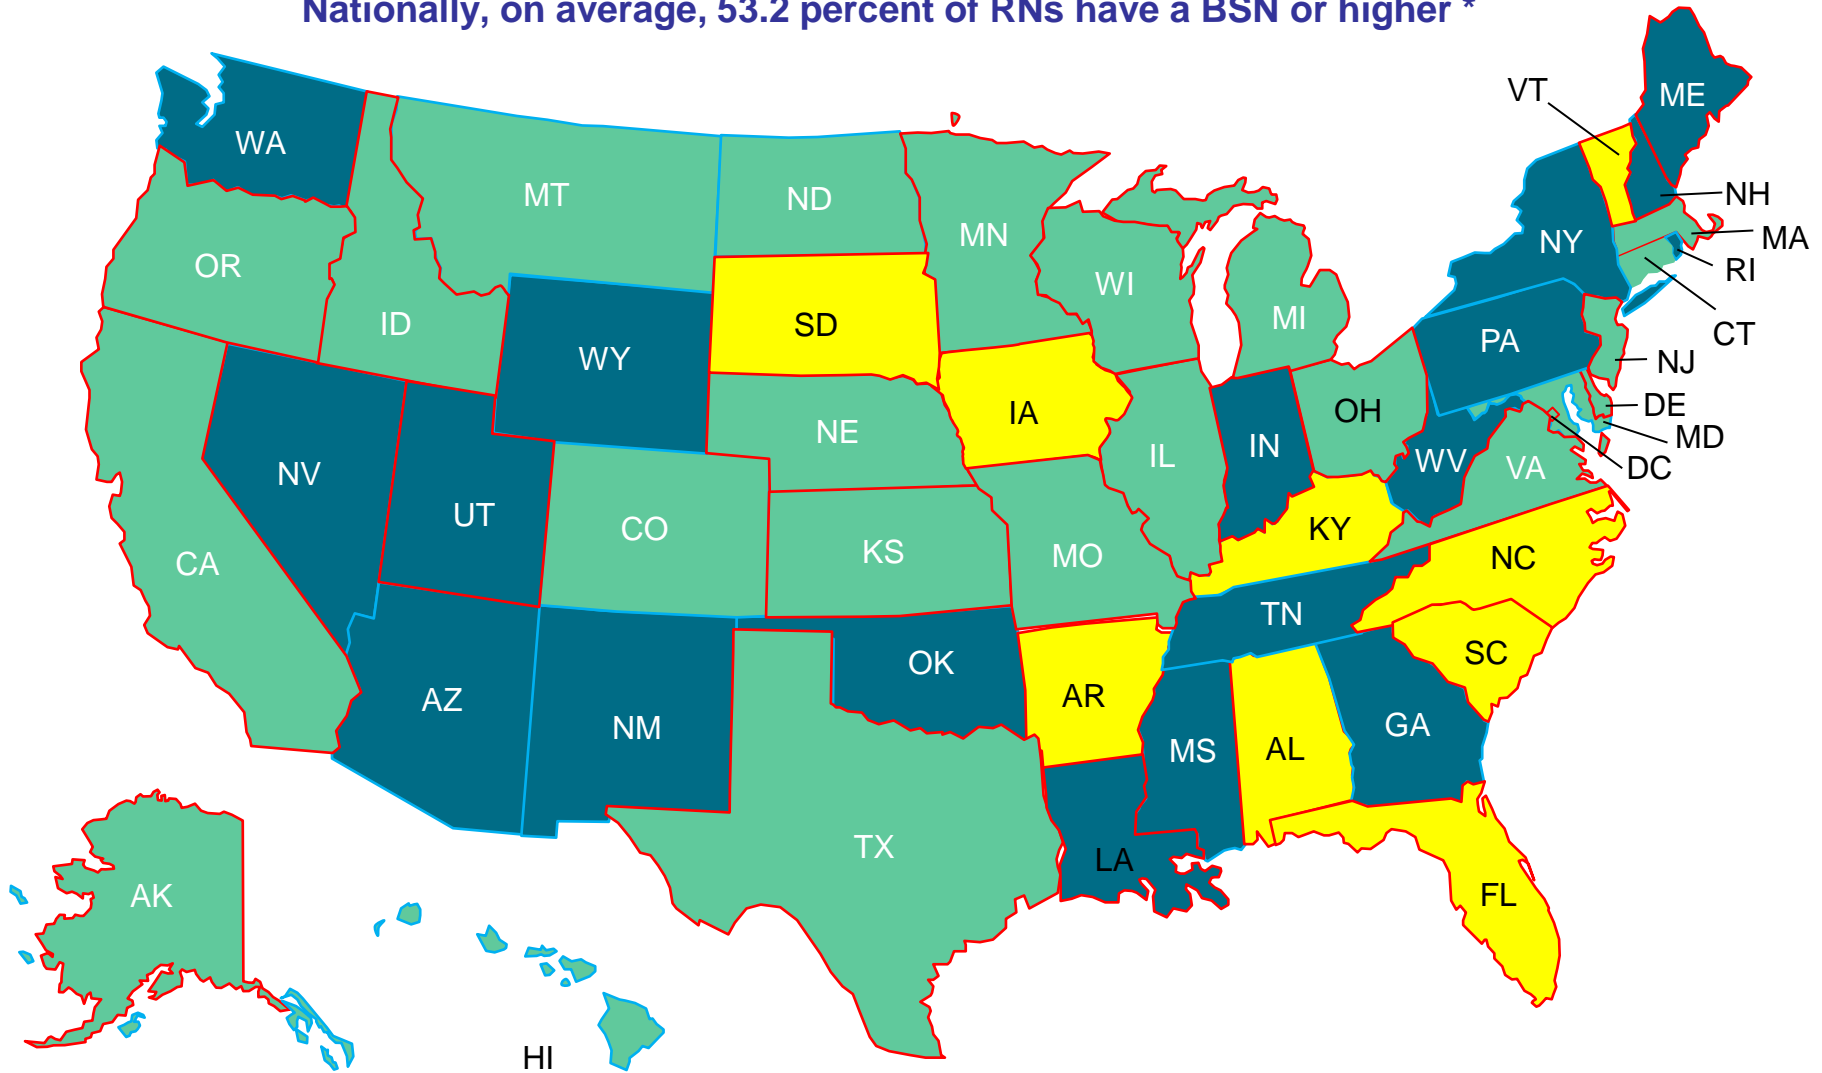 Nationally, on average, 53.2 percent of RNs have a BSN or higher *
VT
ME
WA
NH
MT
ND
MN
MA
NY
OR
RI
WI
SD
MI
ID
CT
PA
WY
NJ
IA
OH
DE
NE
MD
IN
IL
WV
VA
DC
NV
UT
CO
KY
KS
MO
NC
CA
TN
OK
SC
AZ
AR
NM
GA
MS
AL
TX
LA
AK
FL
HI